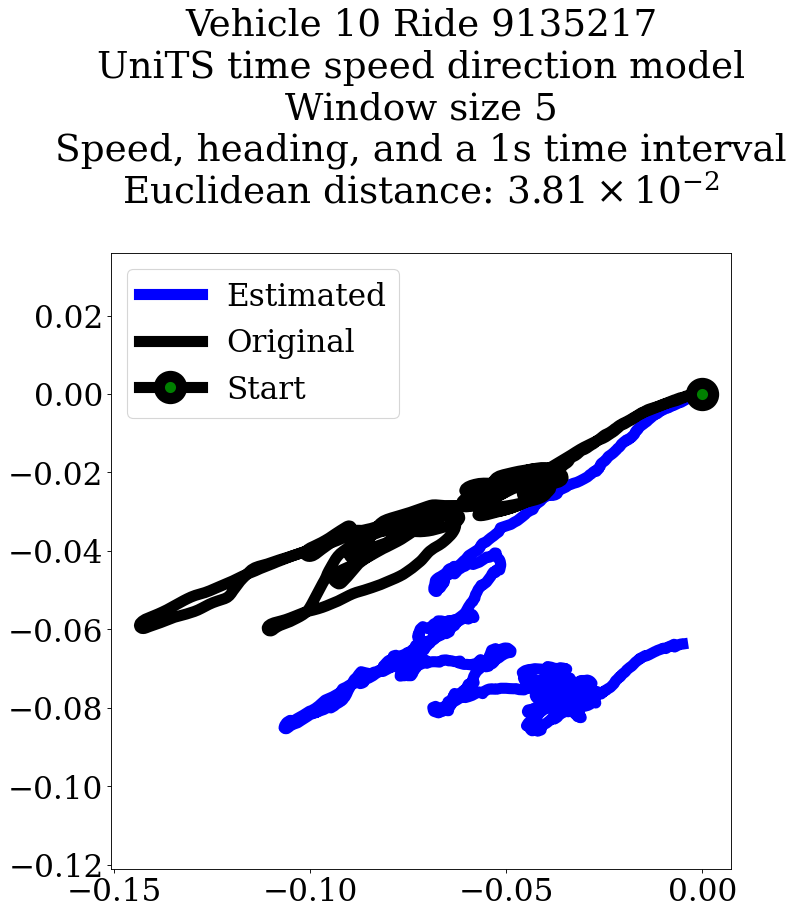 Vehicle 10 Ride 9135217
UniTS time speed direction model
Window size 5
Speed, heading, and a 1s time interval
Euclidean distance: 3.81 × 10⁻²
Estimated
Original
Start
0.02
0.00
−0.02
−0.04
−0.06
−0.08
−0.10
−0.12
−0.15 −0.10 −0.05 0.00